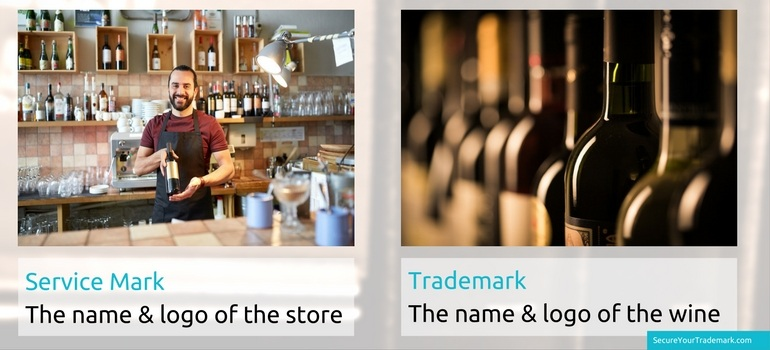 Service Mark
The name & logo of the store
Trademark
The name & logo of the wine
SecureYourTrademark.com